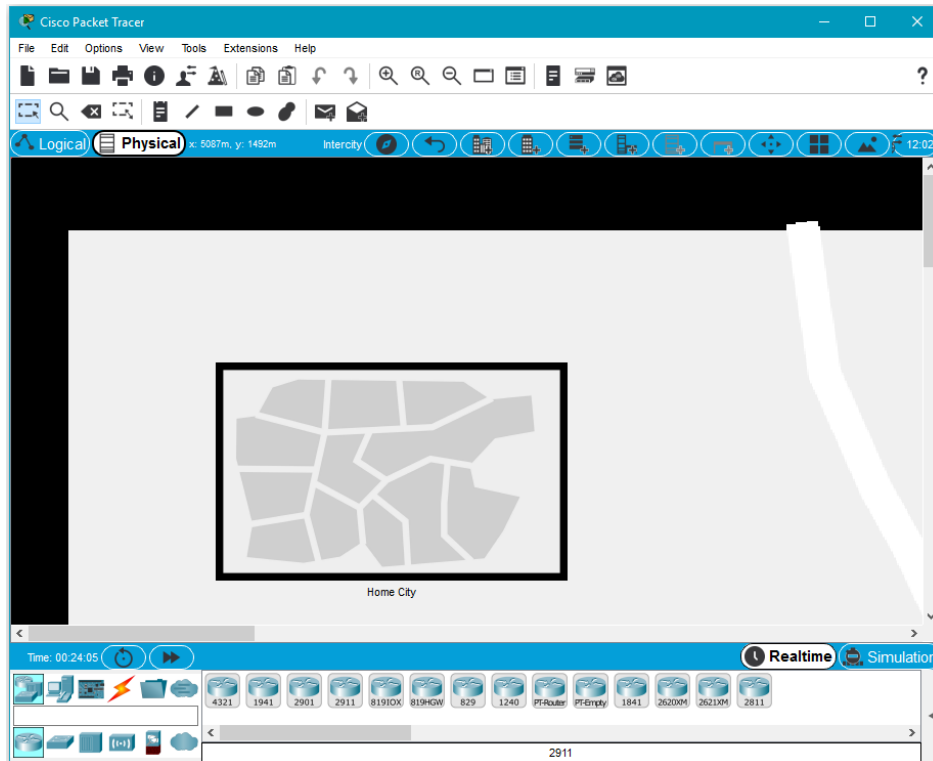 Cisco Packet Tracer
File Edit Options View Tools Extensions Help
?
Logical Physical x: 5087m, y: 1492m Intercity 12:02
Home City
Time: 00:24:05 Realtime Simulation
4321 1941 2901 2911 819IOX 819HGW 829 1240 PT-Router PT-Empty 1841 2620XM 2621XM 2811
2911